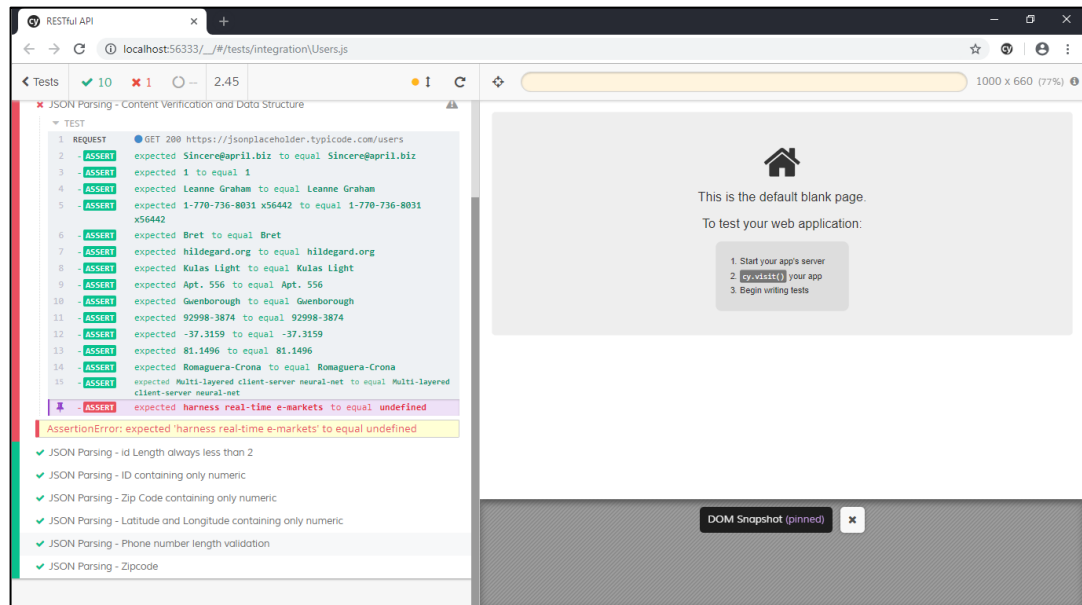 RESTful API
localhost:56333/__/#/tests/integration\Users.js
Tests 10 1 -- 2.45 1000 x 660 (77%)
JSON Parsing - Content Verification and Data Structure
TEST
1 REQUEST GET 200 https://jsonplaceholder.typicode.com/users
2 - ASSERT expected Sincere@april.biz to equal Sincere@april.biz
3 - ASSERT expected 1 to equal 1
4 - ASSERT expected Leanne Graham to equal Leanne Graham
5 - ASSERT expected 1-770-736-8031 x56442 to equal 1-770-736-8031
x56442
6 - ASSERT expected Bret to equal Bret
7 - ASSERT expected hildegard.org to equal hildegard.org
8 - ASSERT expected Kulas Light to equal Kulas Light
9 - ASSERT expected Apt. 556 to equal Apt. 556
10 - ASSERT expected Gwenborough to equal Gwenborough
11 - ASSERT expected 92998-3874 to equal 92998-3874
12 - ASSERT expected -37.3159 to equal -37.3159
13 - ASSERT expected 81.1496 to equal 81.1496
14 - ASSERT expected Romaguera-Crona to equal Romaguera-Crona
15 - ASSERT expected Multi-layered client-server neural-net to equal Multi-layered
client-server neural-net
- ASSERT expected harness real-time e-markets to equal undefined
AssertionError: expected 'harness real-time e-markets' to equal undefined
JSON Parsing - id Length always less than 2
JSON Parsing - ID containing only numeric
JSON Parsing - Zip Code containing only numeric
JSON Parsing - Latitude and Longitude containing only numeric
JSON Parsing - Phone number length validation
JSON Parsing - Zipcode
This is the default blank page.
To test your web application:
1. Start your app's server
2. cy.visit() your app
3. Begin writing tests
DOM Snapshot (pinned)